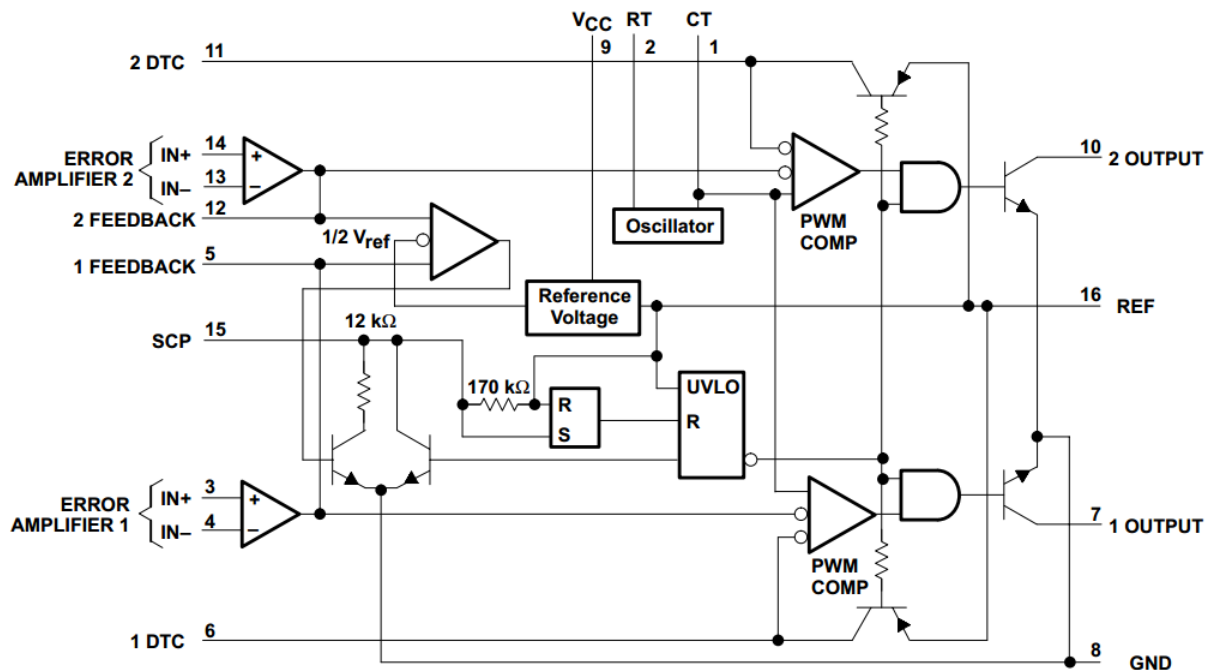 VCC RT CT
9 2 1
2 DTC 11
ERROR
AMPLIFIER 2
IN+ 14 +
IN– 13 –
2 FEEDBACK 12
1/2 Vref
1 FEEDBACK 5
Oscillator
PWM
COMP
10 2 OUTPUT
Reference
Voltage
16 REF
SCP 15
12 kΩ
170 kΩ
R
S
UVLO
R
ERROR
AMPLIFIER 1
IN+ 3 +
IN– 4 –
PWM
COMP
7 1 OUTPUT
1 DTC 6
8 GND